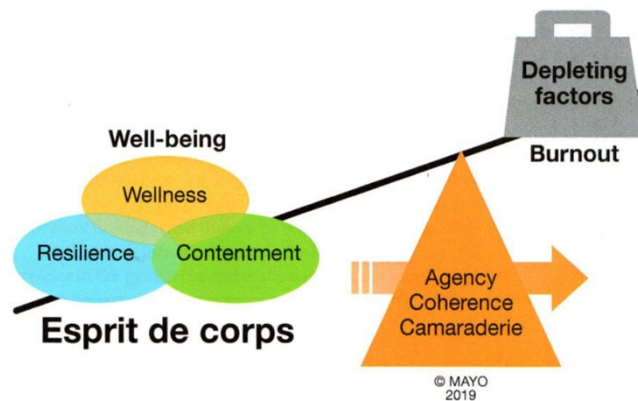 Depleting
factors
Burnout
Well-being
Wellness
Resilience
Contentment
Esprit de corps
Agency
Coherence
Camaraderie
© MAYO
2019